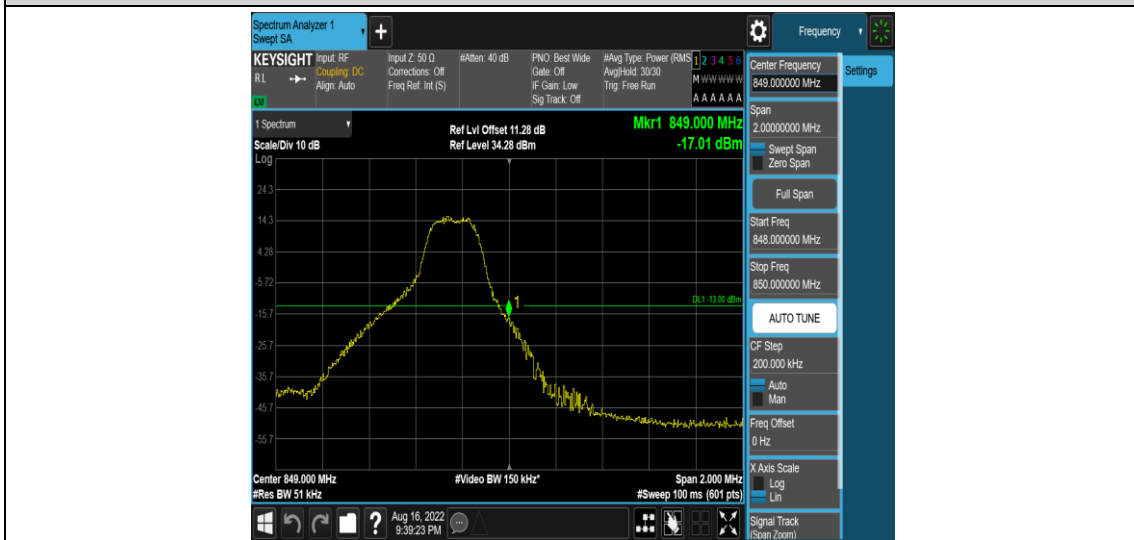 Spectrum Analyzer 1
Swept SA
+
Frequency
KEYSIGHT
RL
Input: RF
Coupling: DC
Align: Auto
Input Z: 50 Ω
Corrections: Off
Freq Ref: Int (S)
#Atten: 40 dB
PNO: Best Wide
Gate: Off
IF Gain: Low
Sig Track: Off
#Avg Type: Power (RMS
Avg|Hold: 30/30
Trig: Free Run
1 2 3 4 5 6
M W W W W W
A A A A A A
1 Spectrum
Scale/Div 10 dB
Log
Ref Lvl Offset 11.28 dB
Ref Level 34.28 dBm
Mkr1 849.000 MHz
-17.01 dBm
24.3
14.3
4.28
-5.72
-15.7
-25.7
-35.7
-45.7
-55.7
1
DL1 -13.00 dBm
Center 849.000 MHz
#Res BW 51 kHz
#Video BW 150 kHz*
Span 2.000 MHz
#Sweep 100 ms (601 pts)
Center Frequency
849.000000 MHz
Settings
Span
2.00000000 MHz
Swept Span
Zero Span
Full Span
Start Freq
848.000000 MHz
Stop Freq
850.000000 MHz
AUTO TUNE
CF Step
200.000 kHz
Auto
Man
Freq Offset
0 Hz
X Axis Scale
Log
Lin
Signal Track
(Span Zoom)
?
Aug 16, 2022
9:39:23 PM